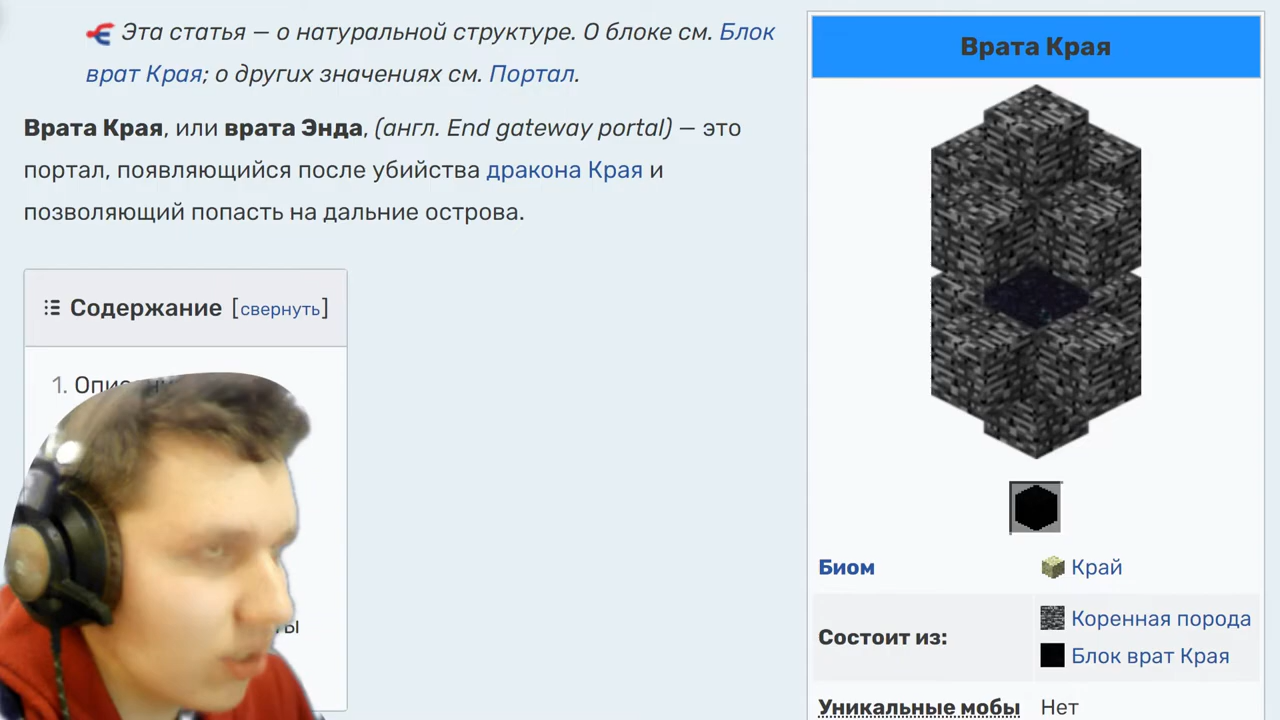 Эта статья — о натуральной структуре. О блоке см. Блок
врат Края; о других значениях см. Портал.
Врата Края, или врата Энда, (англ. End gateway portal) — это
портал, появляющийся после убийства дракона Края и
позволяющий попасть на дальние острова.
Содержание [свернуть]
1.
Врата Края
Биом Край
Состоит из: Коренная порода
Блок врат Края
Уникальные мобы Нет